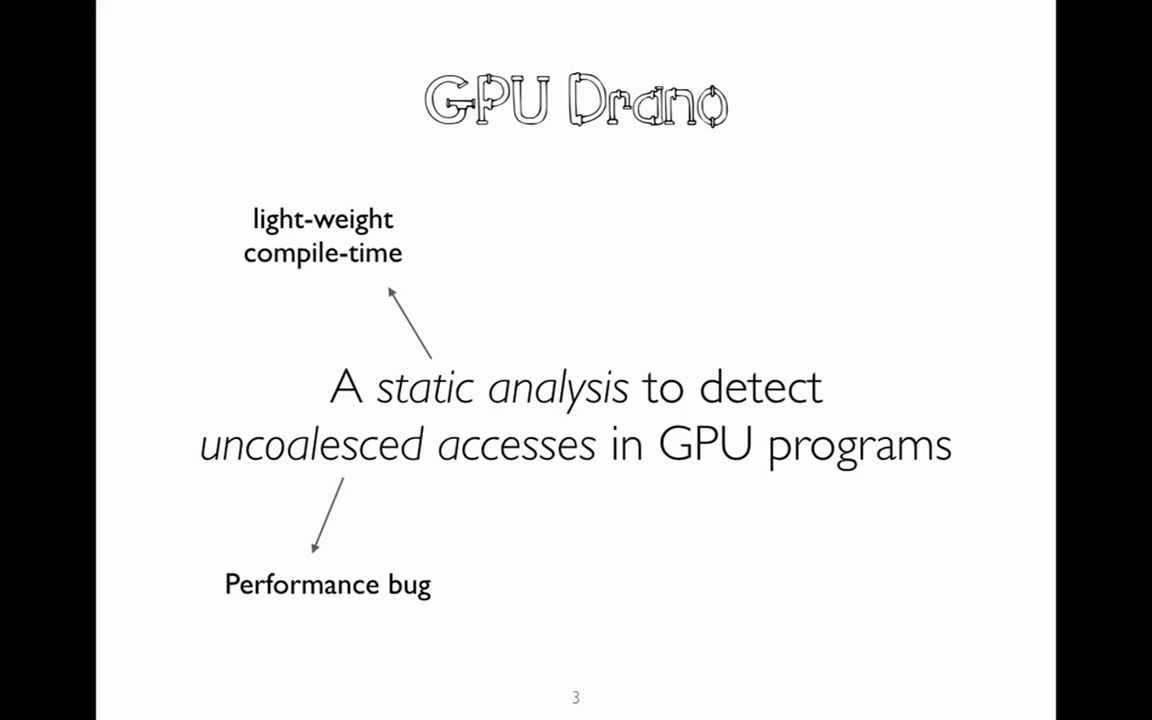 GPU Drano
light-weight
compile-time
A static analysis to detect
uncoalesced accesses in GPU programs
Performance bug
3